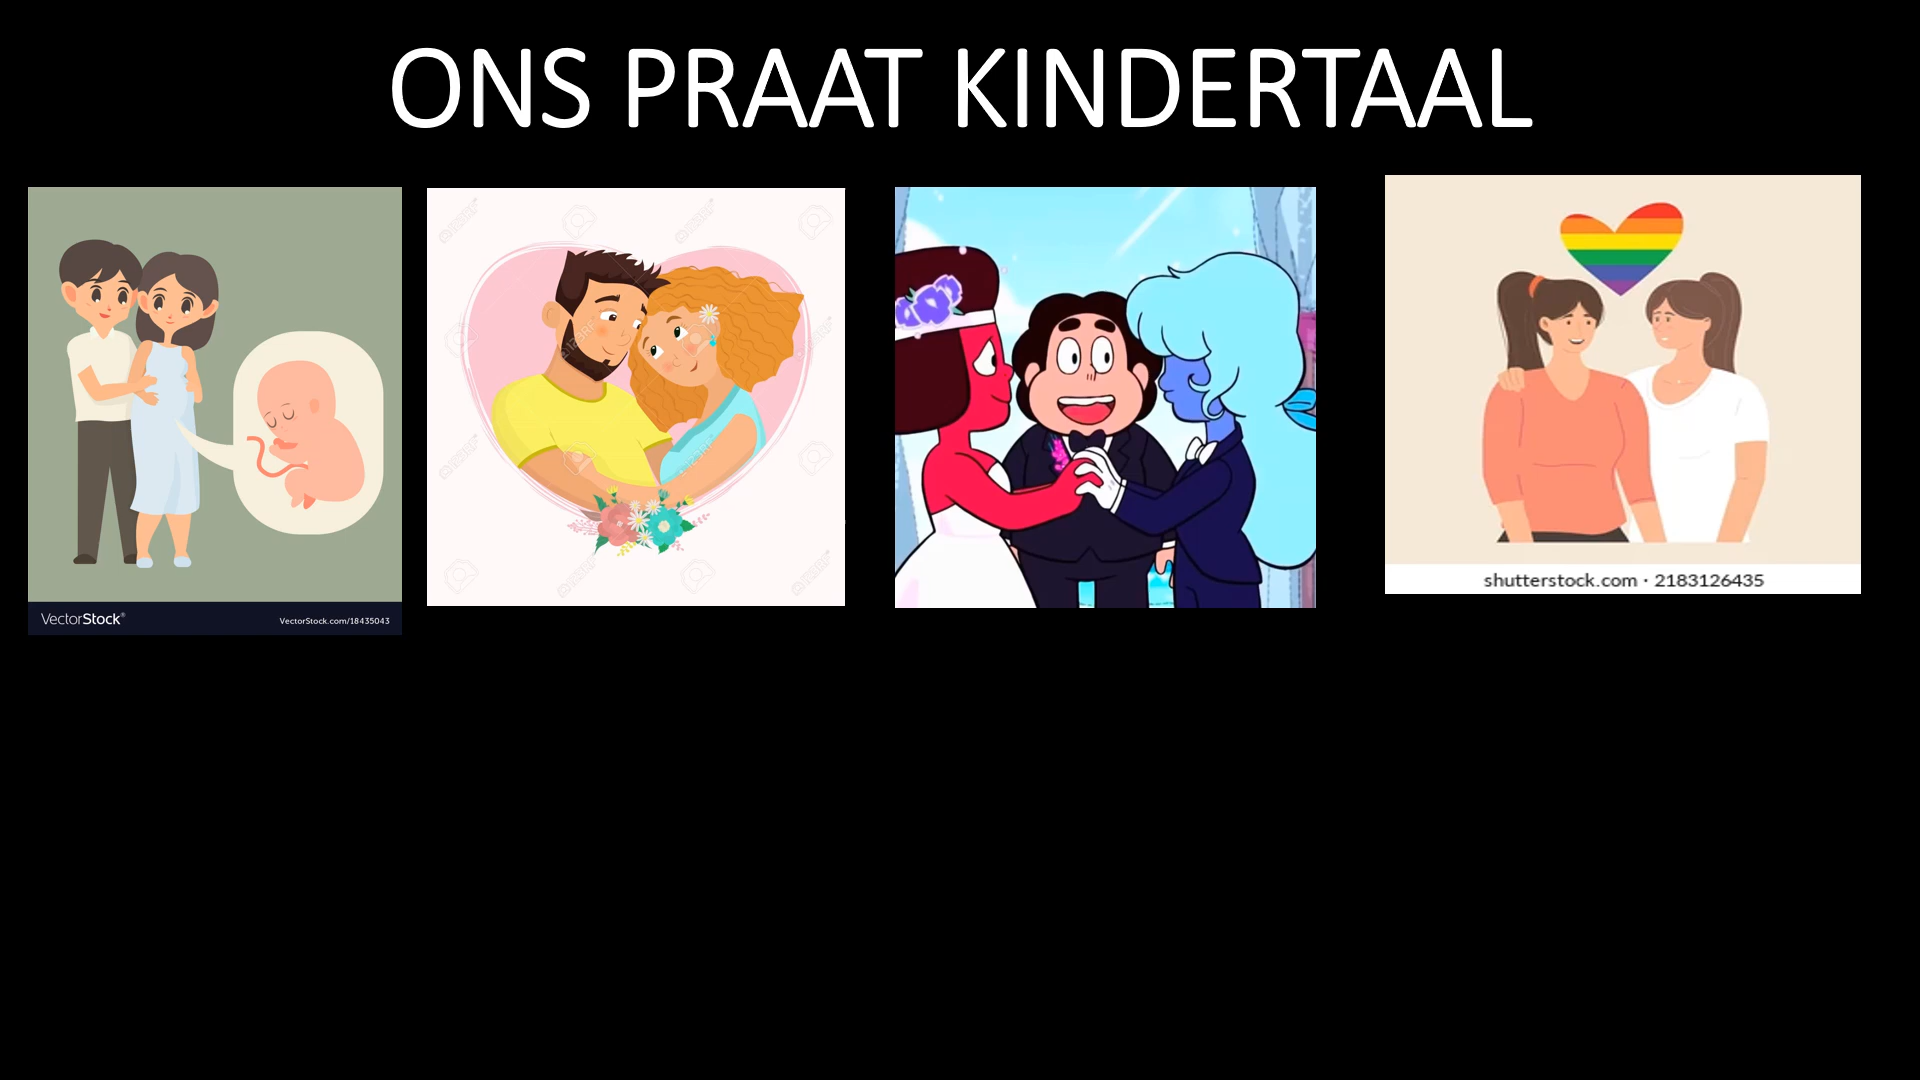 ONS PRAAT KINDERTAAL
VectorStock®
VectorStock.com/18435043
shutterstock.com · 2183126435